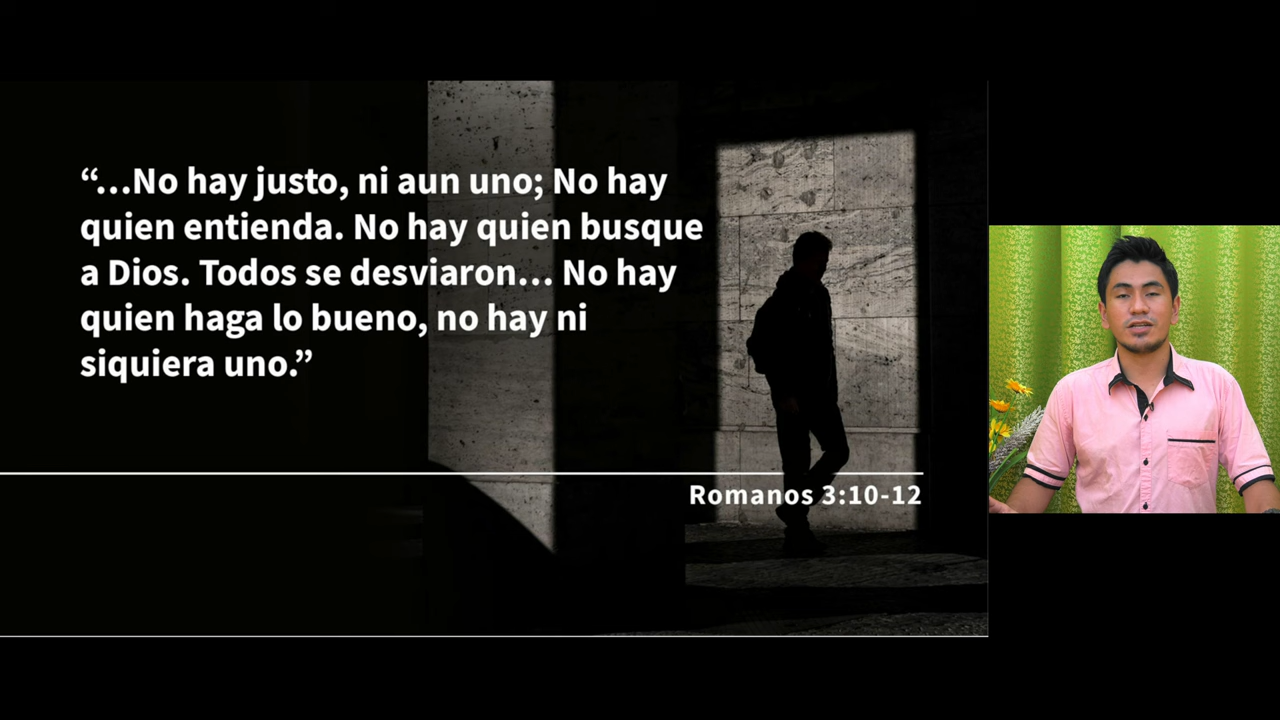 “...No hay justo, ni aun uno; No hay
quien entienda. No hay quien busque
a Dios. Todos se desviaron... No hay
quien haga lo bueno, no hay ni
siquiera uno.”
Romanos 3:10-12